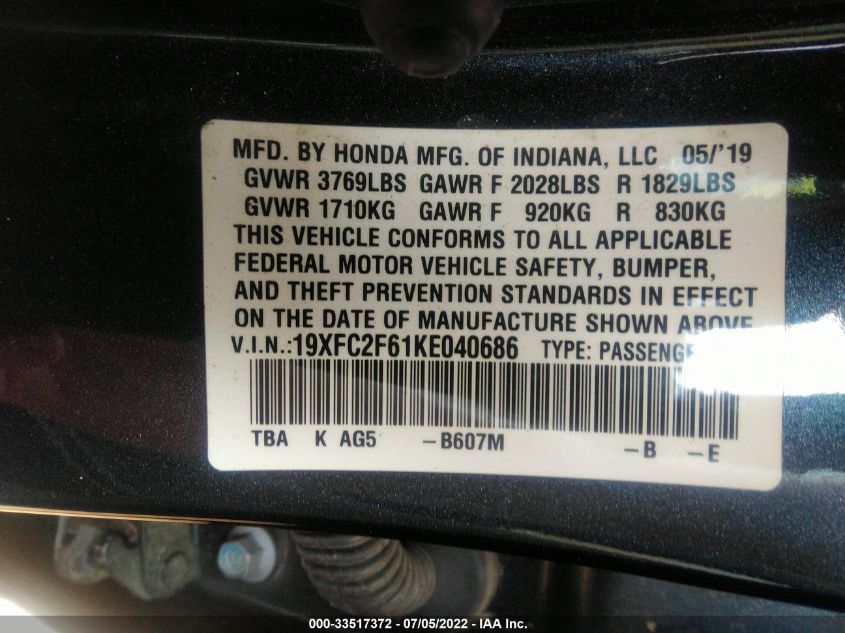 MFD. BY HONDA MFG. OF INDIANA, LLC 05/'19
GVWR 3769LBS GAWR F 2028LBS R 1829LBS
GVWR 1710KG GAWR F 920KG R 830KG
THIS VEHICLE CONFORMS TO ALL APPLICABLE
FEDERAL MOTOR VEHICLE SAFETY, BUMPER,
AND THEFT PREVENTION STANDARDS IN EFFECT
ON THE DATE OF MANUFACTURE SHOWN ABOVE.
V.I.N.:19XFC2F61KE040686 TYPE: PASSENGE
TBA K AG5 –B607M –B –E
000-33517372 / 07/05/2022 - IAA Inc.